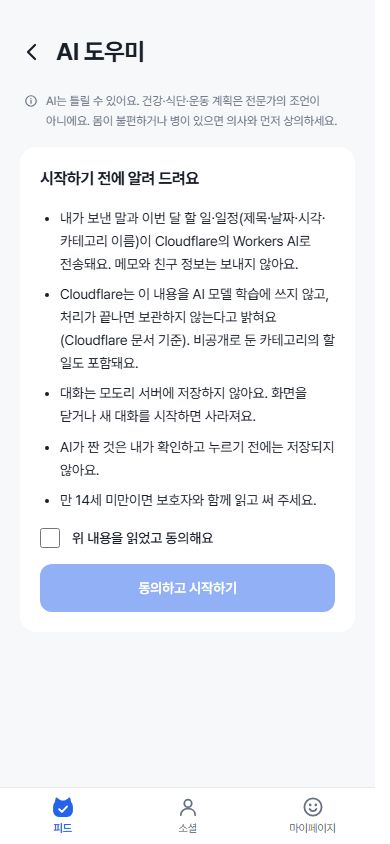 AI 도우미
AI는 틀릴 수 있어요. 건강·식단·운동 계획은 전문가의 조언이
아니에요. 몸이 불편하거나 병이 있으면 의사와 먼저 상의하세요.
시작하기 전에 알려 드려요
• 내가 보낸 말과 이번 달 할 일·일정(제목·날짜·시각·
카테고리 이름)이 Cloudflare의 Workers AI로
전송돼요. 메모와 친구 정보는 보내지 않아요.
• Cloudflare는 이 내용을 AI 모델 학습에 쓰지 않고,
처리가 끝나면 보관하지 않는다고 밝혀요
(Cloudflare 문서 기준). 비공개로 둔 카테고리의 할
일도 포함돼요.
• 대화는 모도리 서버에 저장하지 않아요. 화면을
닫거나 새 대화를 시작하면 사라져요.
• AI가 짠 것은 내가 확인하고 누르기 전에는 저장되지
않아요.
• 만 14세 미만이면 보호자와 함께 읽고 써 주세요.
위 내용을 읽었고 동의해요
동의하고 시작하기
피드
소셜
마이페이지